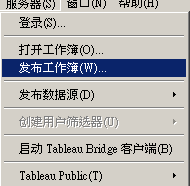 服务器(S) 窗口(N) 帮助(H)
登录(S)...
打开工作簿(O)...
发布工作簿(W)...
发布数据源(D)
创建用户筛选器(U)
启动 Tableau Bridge 客户端(B)
Tableau Public(T)